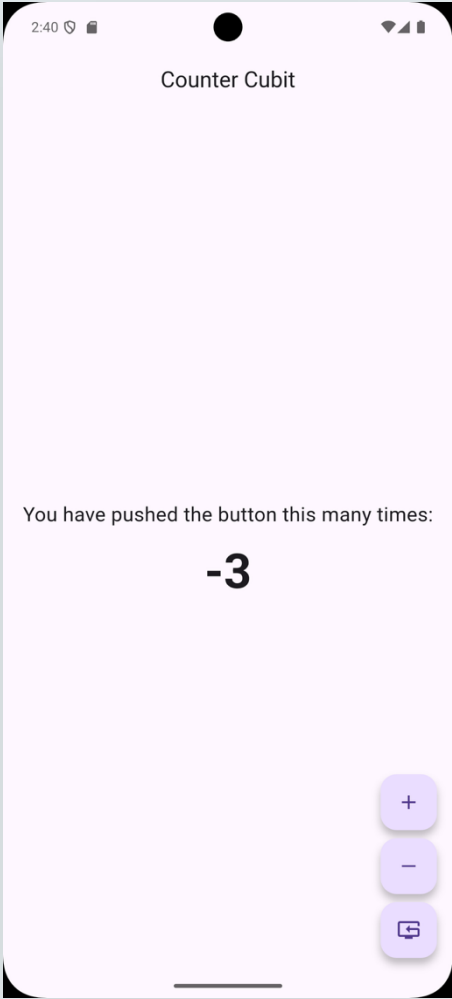 2:40
Counter Cubit
You have pushed the button this many times:
-3
+
−